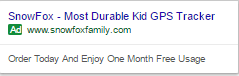 SnowFox - Most Durable Kid GPS Tracker
Ad www.snowfoxfamily.com
Order Today And Enjoy One Month Free Usage